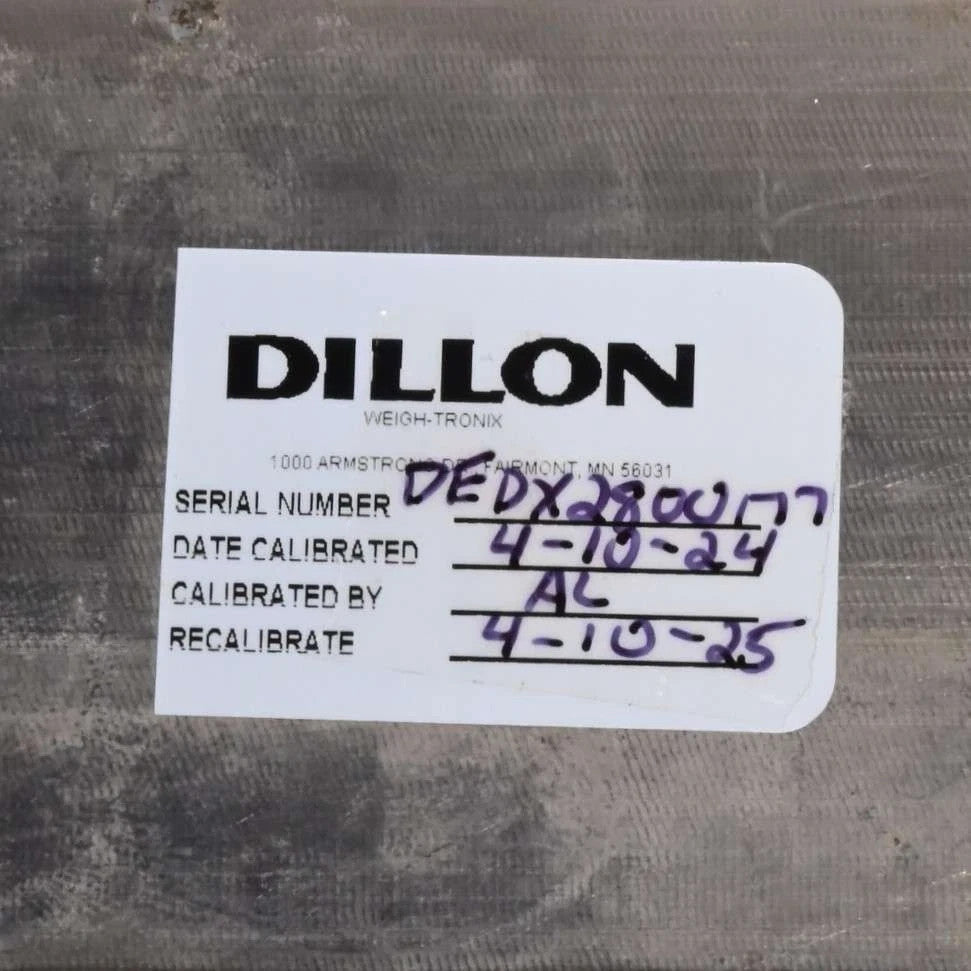 DILLON
WEIGH-TRONIX
1000 ARMSTRONG DR., FAIRMONT, MN 56031
SERIAL NUMBER
DATE CALIBRATED 4-10-24
CALIBRATED BY AL
RECALIBRATE 4-10-25